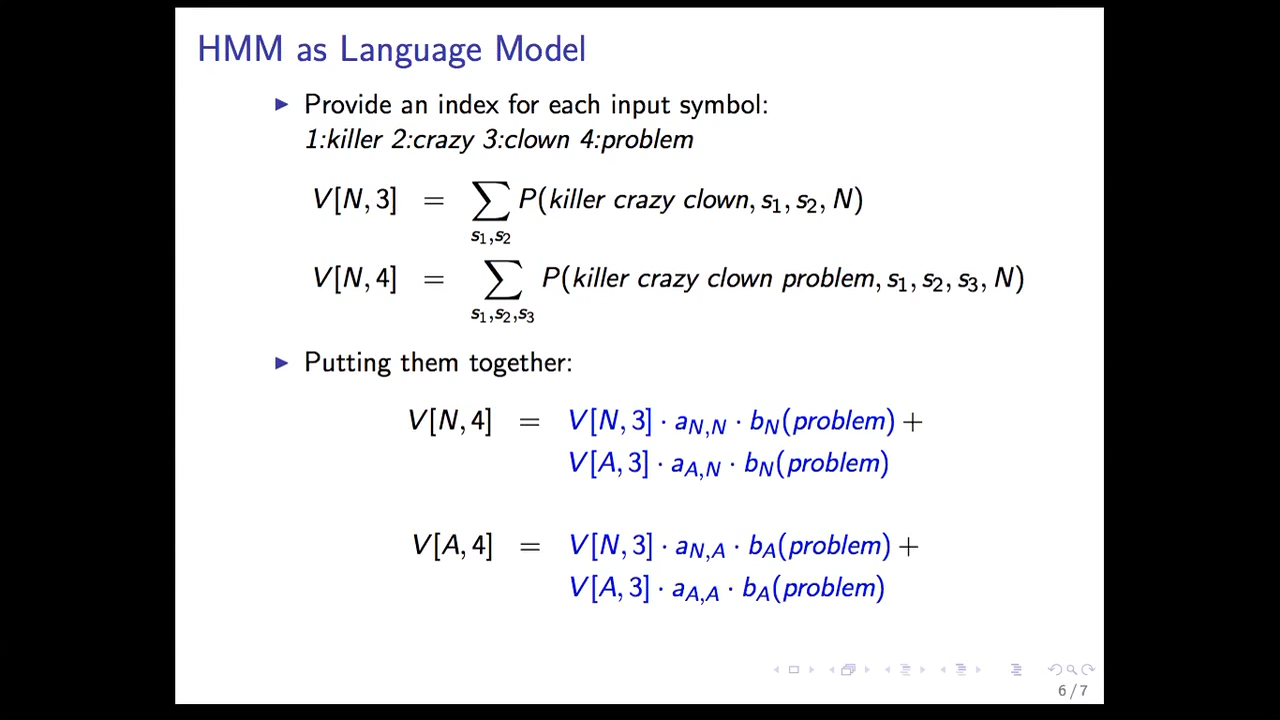 HMM as Language Model
▶ Provide an index for each input symbol:
1:killer 2:crazy 3:clown 4:problem
V[N, 3] = ∑ P(killer crazy clown, s₁, s₂, N)
s₁,s₂
V[N, 4] = ∑ P(killer crazy clown problem, s₁, s₂, s₃, N)
s₁,s₂,s₃
▶ Putting them together:
V[N, 4] = V[N, 3] · a_{N,N} · b_N(problem) +
V[A, 3] · a_{A,N} · b_N(problem)
V[A, 4] = V[N, 3] · a_{N,A} · b_A(problem) +
V[A, 3] · a_{A,A} · b_A(problem)
6 / 7